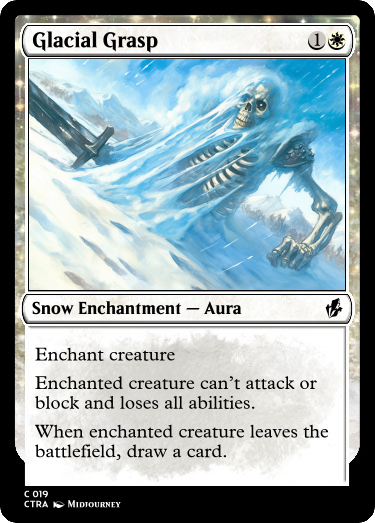 Glacial Grasp 1
Snow Enchantment — Aura
Enchant creature
Enchanted creature can't attack or
block and loses all abilities.
When enchanted creature leaves the
battlefield, draw a card.
C 019
CTRA Midjourney